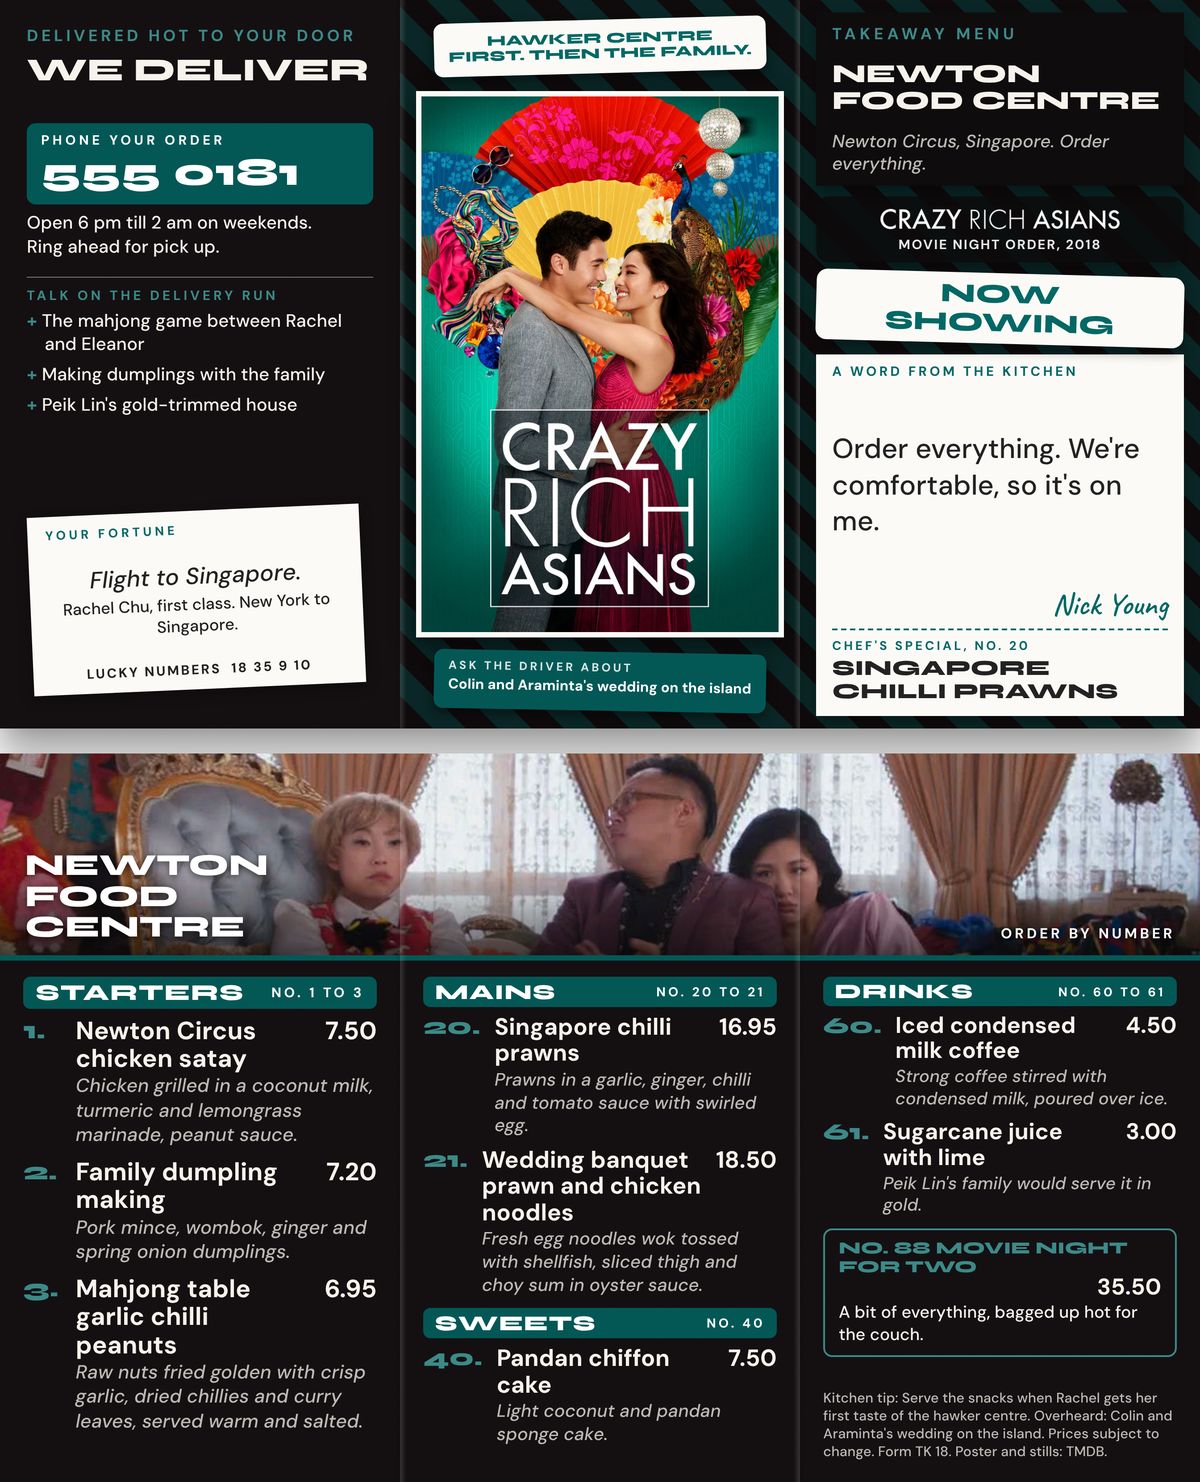 DELIVERED HOT TO YOUR DOOR
WE DELIVER
PHONE YOUR ORDER
555 0181
Open 6 pm till 2 am on weekends.
Ring ahead for pick up.
TALK ON THE DELIVERY RUN
+ The mahjong game between Rachel
and Eleanor
+ Making dumplings with the family
+ Peik Lin's gold-trimmed house
YOUR FORTUNE
Flight to Singapore.
Rachel Chu, first class. New York to
Singapore.
LUCKY NUMBERS 18 35 9 10
HAWKER CENTRE
FIRST. THEN THE FAMILY.
CRAZY
RICH
ASIANS
ASK THE DRIVER ABOUT
Colin and Araminta's wedding on the island
TAKEAWAY MENU
NEWTON
FOOD CENTRE
Newton Circus, Singapore. Order
everything.
CRAZY RICH ASIANS
MOVIE NIGHT ORDER, 2018
NOW
SHOWING
A WORD FROM THE KITCHEN
Order everything. We're
comfortable, so it's on
me.
Nick Young
CHEF'S SPECIAL, NO. 20
SINGAPORE
CHILLI PRAWNS
NEWTON
FOOD
CENTRE
ORDER BY NUMBER
STARTERS NO. 1 TO 3
1. Newton Circus 7.50
chicken satay
Chicken grilled in a coconut milk,
turmeric and lemongrass
marinade, peanut sauce.
2. Family dumpling 7.20
making
Pork mince, wombok, ginger and
spring onion dumplings.
3. Mahjong table 6.95
garlic chilli
peanuts
Raw nuts fried golden with crisp
garlic, dried chillies and curry
leaves, served warm and salted.
MAINS NO. 20 TO 21
20. Singapore chilli 16.95
prawns
Prawns in a garlic, ginger, chilli
and tomato sauce with swirled
egg.
21. Wedding banquet 18.50
prawn and chicken
noodles
Fresh egg noodles wok tossed
with shellfish, sliced thigh and
choy sum in oyster sauce.
SWEETS NO. 40
40. Pandan chiffon 7.50
cake
Light coconut and pandan
sponge cake.
DRINKS NO. 60 TO 61
60. Iced condensed 4.50
milk coffee
Strong coffee stirred with
condensed milk, poured over ice.
61. Sugarcane juice 3.00
with lime
Peik Lin's family would serve it in
gold.
NO. 88 MOVIE NIGHT
FOR TWO
35.50
A bit of everything, bagged up hot for
the couch.
Kitchen tip: Serve the snacks when Rachel gets her
first taste of the hawker centre. Overheard: Colin and
Araminta's wedding on the island. Prices subject to
change. Form TK 18. Poster and stills: TMDB.